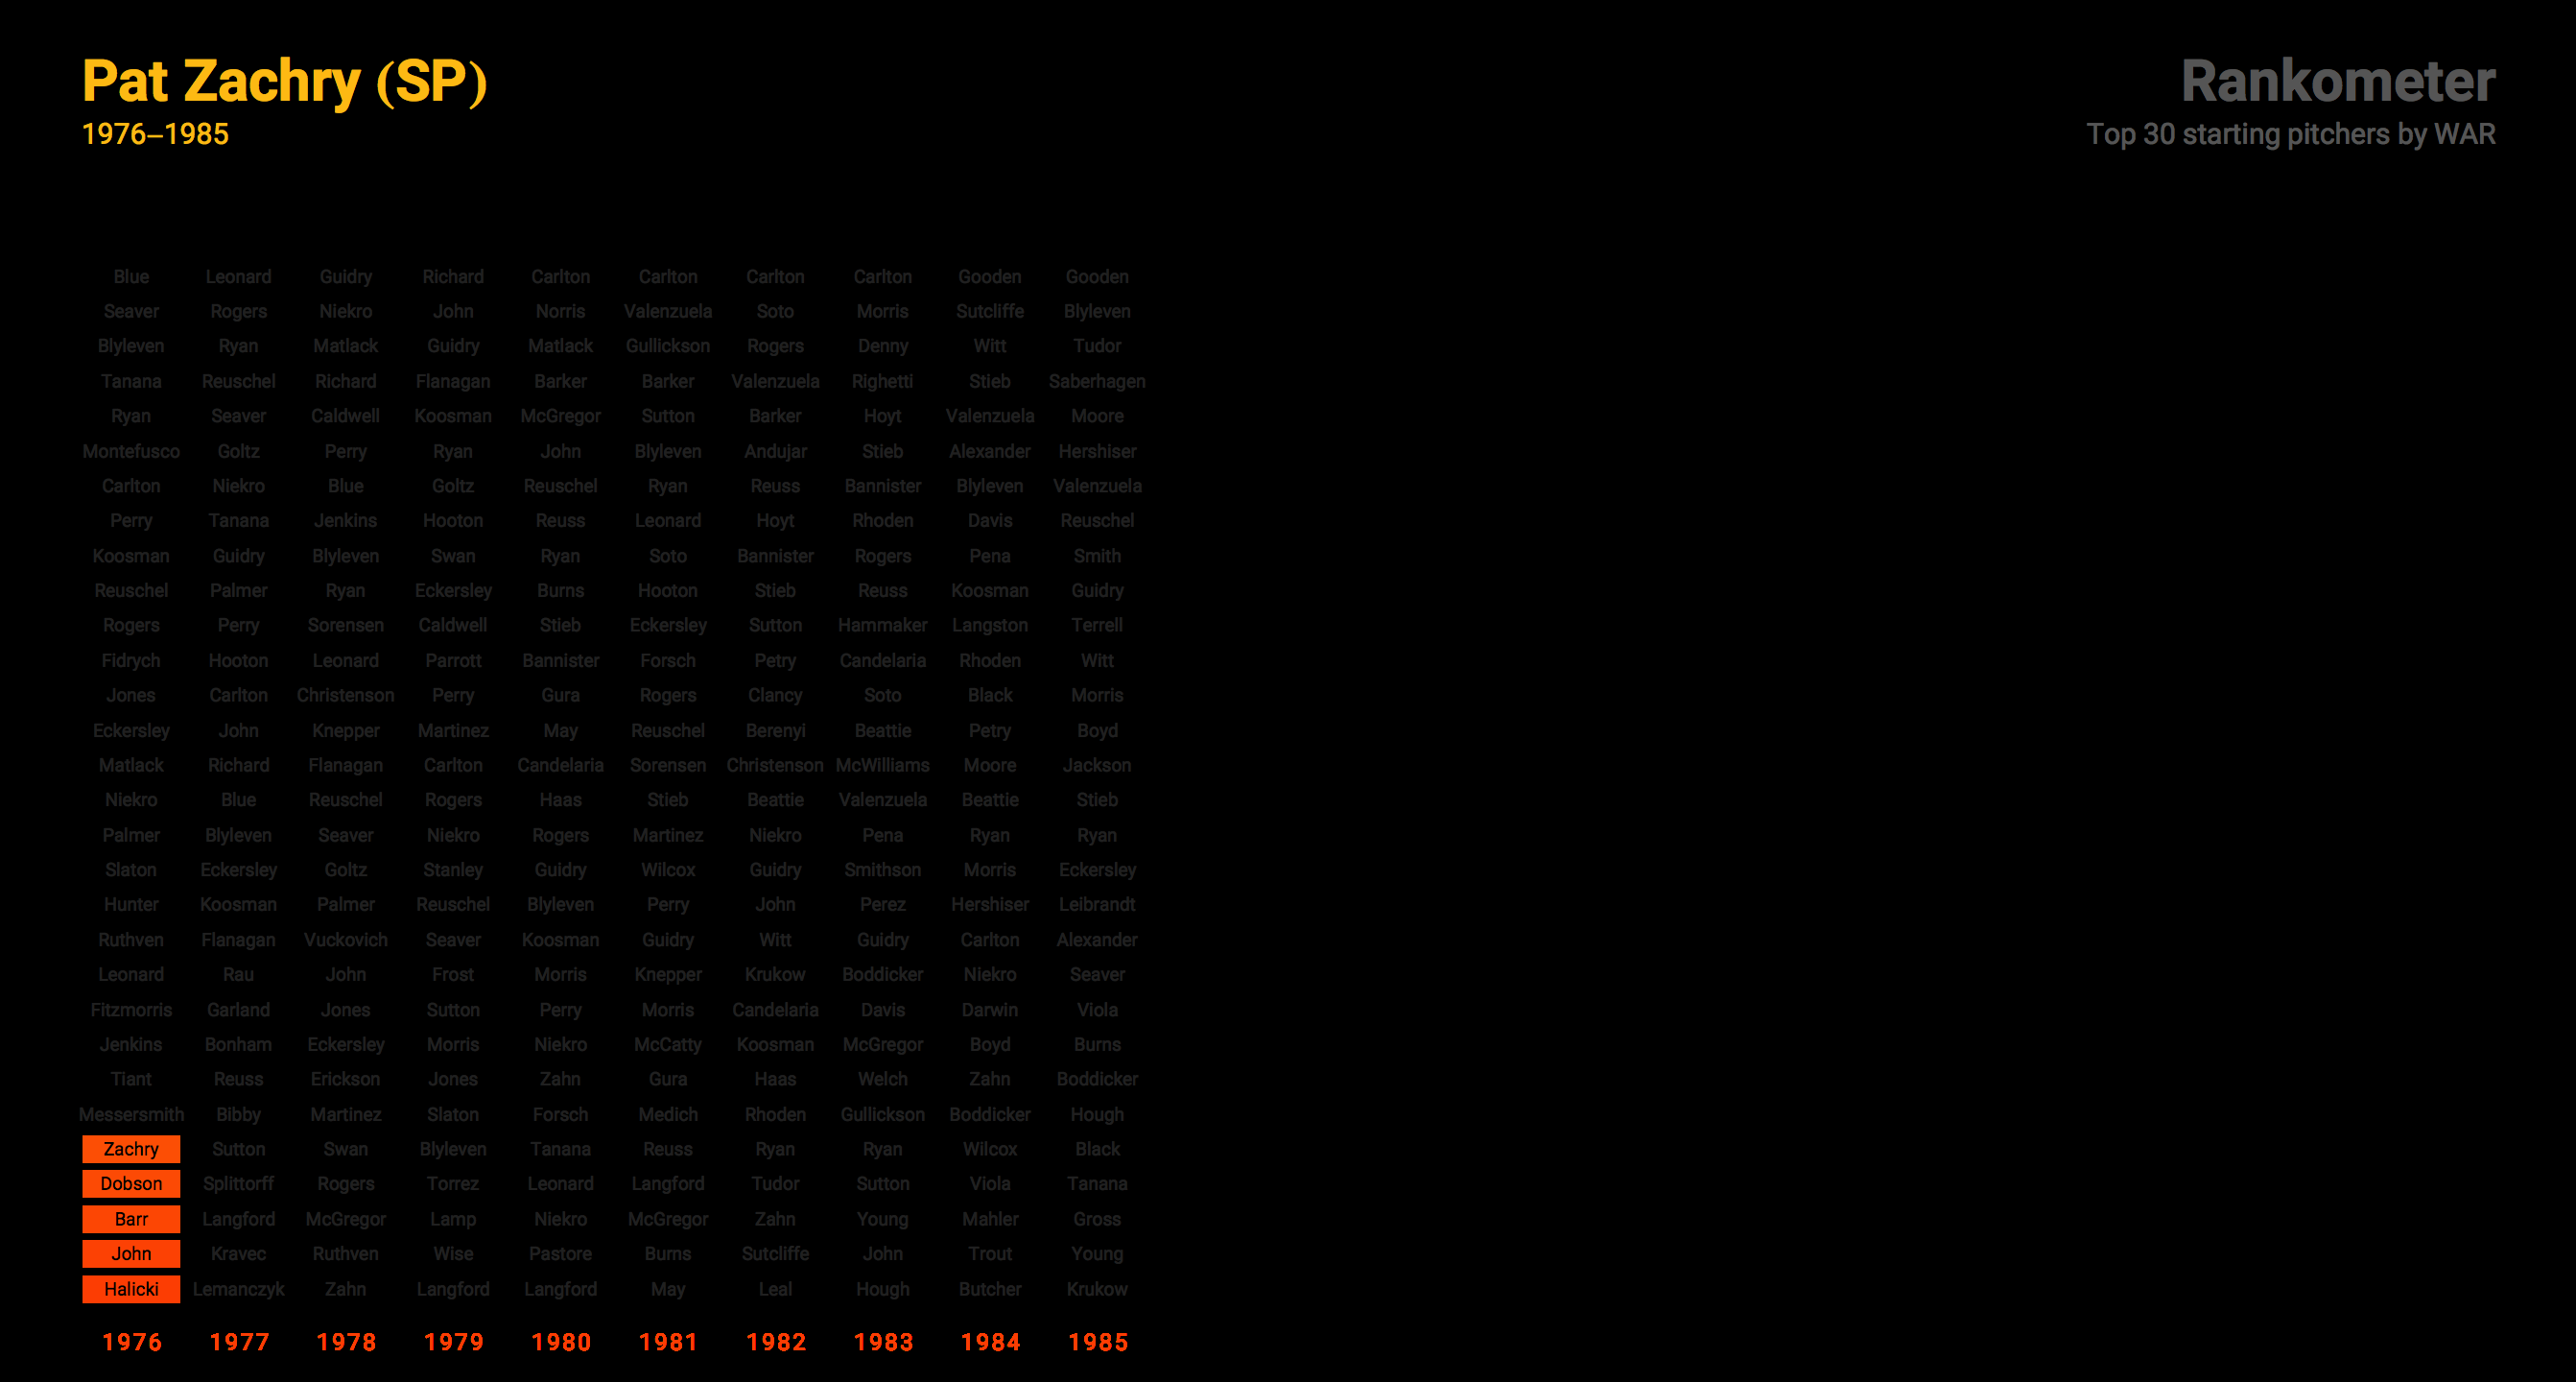 Pat Zachry (SP)
1976–1985
Rankometer
Top 30 starting pitchers by WAR
Blue Leonard Guidry Richard Carlton Carlton Carlton Carlton Gooden Gooden
Seaver Rogers Niekro John Norris Valenzuela Soto Morris Sutcliffe Blyleven
Blyleven Ryan Matlack Guidry Matlack Gullickson Rogers Denny Witt Tudor
Tanana Reuschel Richard Flanagan Barker Barker Valenzuela Righetti Stieb Saberhagen
Ryan Seaver Caldwell Koosman McGregor Sutton Barker Hoyt Valenzuela Moore
Montefusco Goltz Perry Ryan John Blyleven Andujar Stieb Alexander Hershiser
Carlton Niekro Blue Goltz Reuschel Ryan Reuss Bannister Blyleven Valenzuela
Perry Tanana Jenkins Hooton Reuss Leonard Hoyt Rhoden Davis Reuschel
Koosman Guidry Blyleven Swan Ryan Soto Bannister Rogers Pena Smith
Reuschel Palmer Ryan Eckersley Burns Hooton Stieb Reuss Koosman Guidry
Rogers Perry Sorensen Caldwell Stieb Eckersley Sutton Hammaker Langston Terrell
Fidrych Hooton Leonard Parrott Bannister Forsch Petry Candelaria Rhoden Witt
Jones Carlton Christenson Perry Gura Rogers Clancy Soto Black Morris
Eckersley John Knepper Martinez May Reuschel Berenyi Beattie Petry Boyd
Matlack Richard Flanagan Carlton Candelaria Sorensen Christenson McWilliams Moore Jackson
Niekro Blue Reuschel Rogers Haas Stieb Beattie Valenzuela Beattie Stieb
Palmer Blyleven Seaver Niekro Rogers Martinez Niekro Pena Ryan Ryan
Slaton Eckersley Goltz Stanley Guidry Wilcox Guidry Smithson Morris Eckersley
Hunter Koosman Palmer Reuschel Blyleven Perry John Perez Hershiser Leibrandt
Ruthven Flanagan Vuckovich Seaver Koosman Guidry Witt Guidry Carlton Alexander
Leonard Rau John Frost Morris Knepper Krukow Boddicker Niekro Seaver
Fitzmorris Garland Jones Sutton Perry Morris Candelaria Davis Darwin Viola
Jenkins Bonham Eckersley Morris Niekro McCatty Koosman McGregor Boyd Burns
Tiant Reuss Erickson Jones Zahn Gura Haas Welch Zahn Boddicker
Messersmith Bibby Martinez Slaton Forsch Medich Rhoden Gullickson Boddicker Hough
Zachry Sutton Swan Blyleven Tanana Reuss Ryan Ryan Wilcox Black
Dobson Splittorff Rogers Torrez Leonard Langford Tudor Sutton Viola Tanana
Barr Langford McGregor Lamp Niekro McGregor Zahn Young Mahler Gross
John Kravec Ruthven Wise Pastore Burns Sutcliffe John Trout Young
Halicki Lemanczyk Zahn Langford Langford May Leal Hough Butcher Krukow
1976 1977 1978 1979 1980 1981 1982 1983 1984 1985